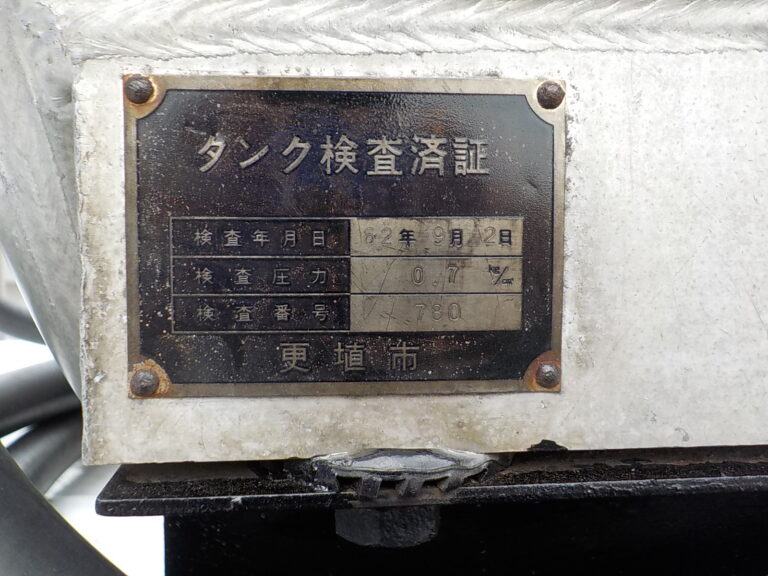 タンク検査済証
検査年月日 62年 9月 2日
検査圧力 0.7 kg/cm²
検査番号 780
更埴市